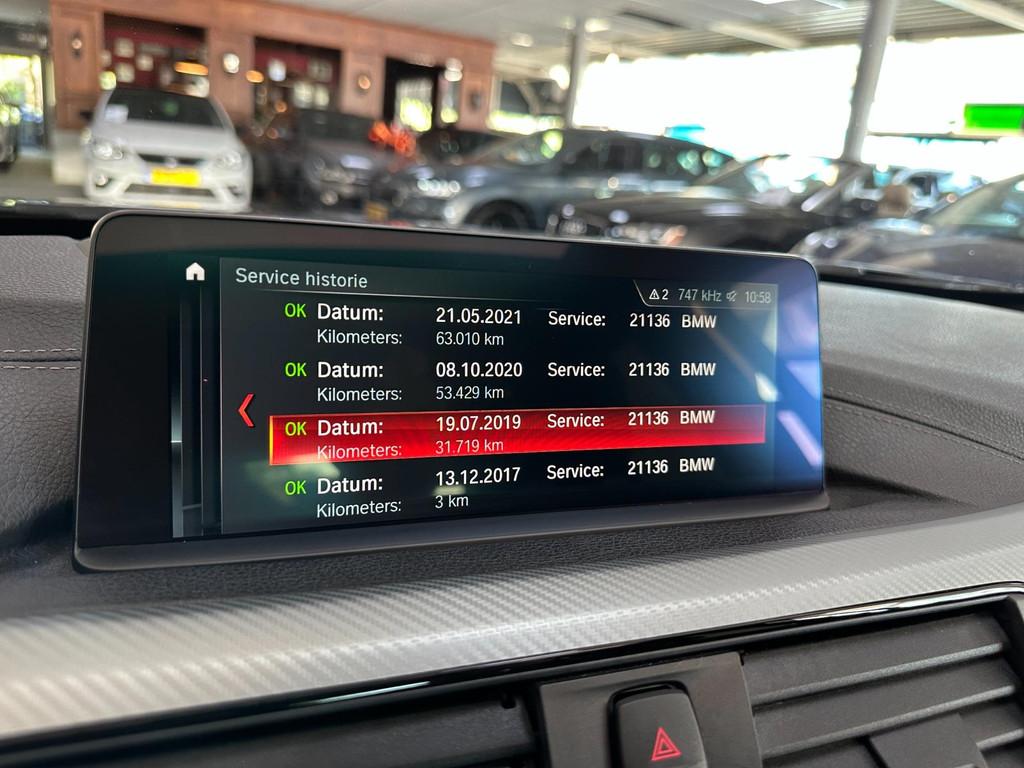 Service historie
2 747 kHz 10:58
OK Datum: 21.05.2021 Service: 21136 BMW
Kilometers: 63.010 km
OK Datum: 08.10.2020 Service: 21136 BMW
Kilometers: 53.429 km
OK Datum: 19.07.2019 Service: 21136 BMW
Kilometers: 31.719 km
OK Datum: 13.12.2017 Service: 21136 BMW
Kilometers: 3 km